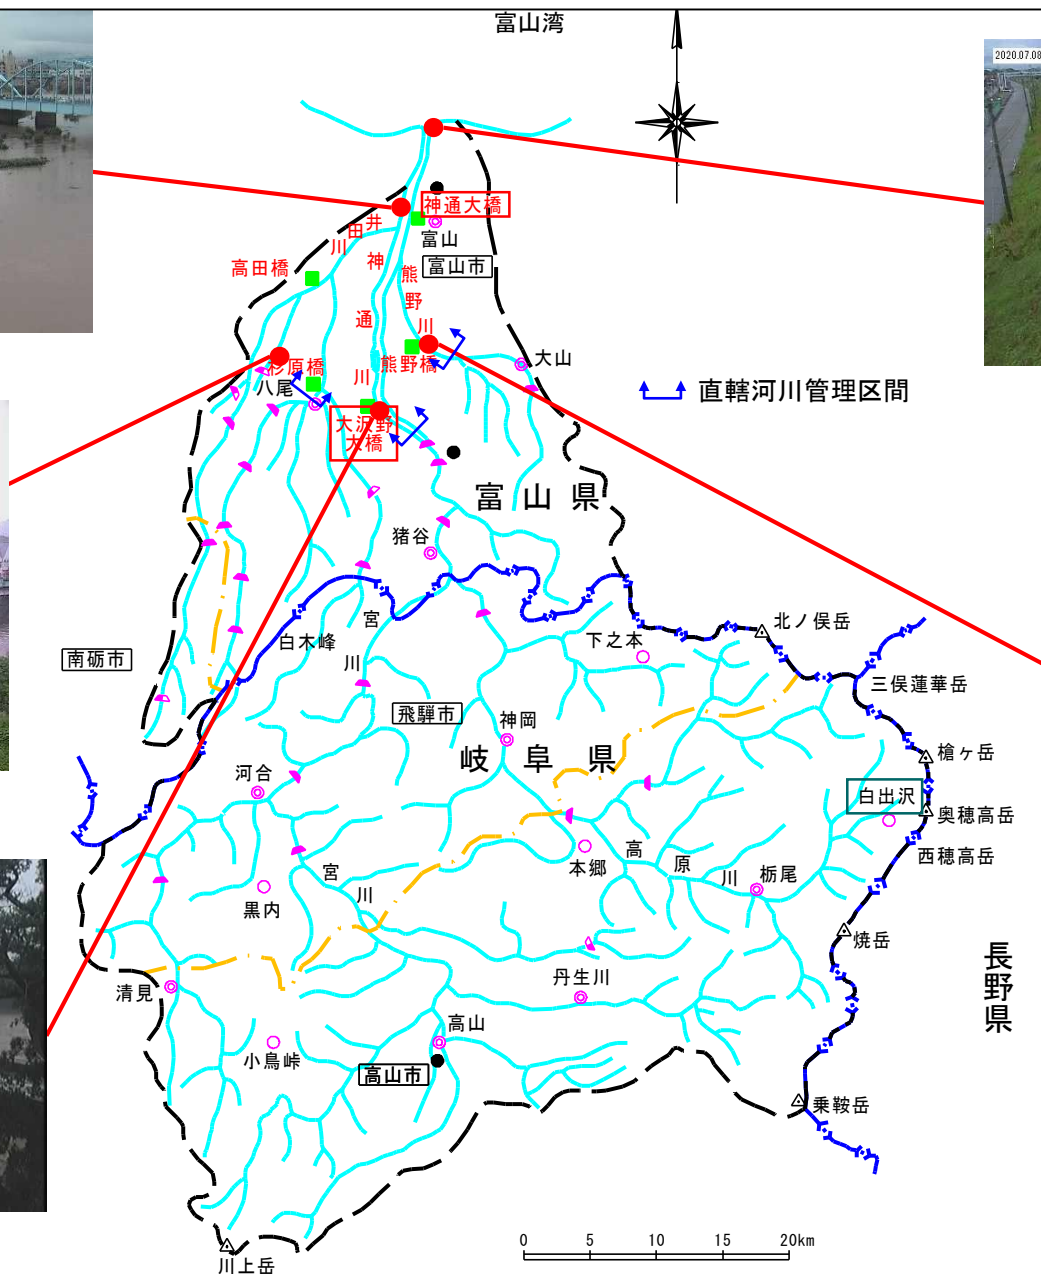 富山湾
2020.07.08
神通大橋
富山
富山市
井田川
神通川
熊野川
高田橋
杉原橋
八尾
熊野橋
大山
大沢野
大橋
直轄河川管理区間
富山県
猪谷
宮川
白木峰
南砺市
下之本
北ノ俣岳
三俣蓮華岳
飛騨市
神岡
岐阜県
槍ヶ岳
河合
白出沢
奥穂高岳
西穂高岳
本郷
高原川
栃尾
宮川
黒内
焼岳
長野県
清見
丹生川
高山
小鳥峠
高山市
乗鞍岳
川上岳
0 5 10 15 20km